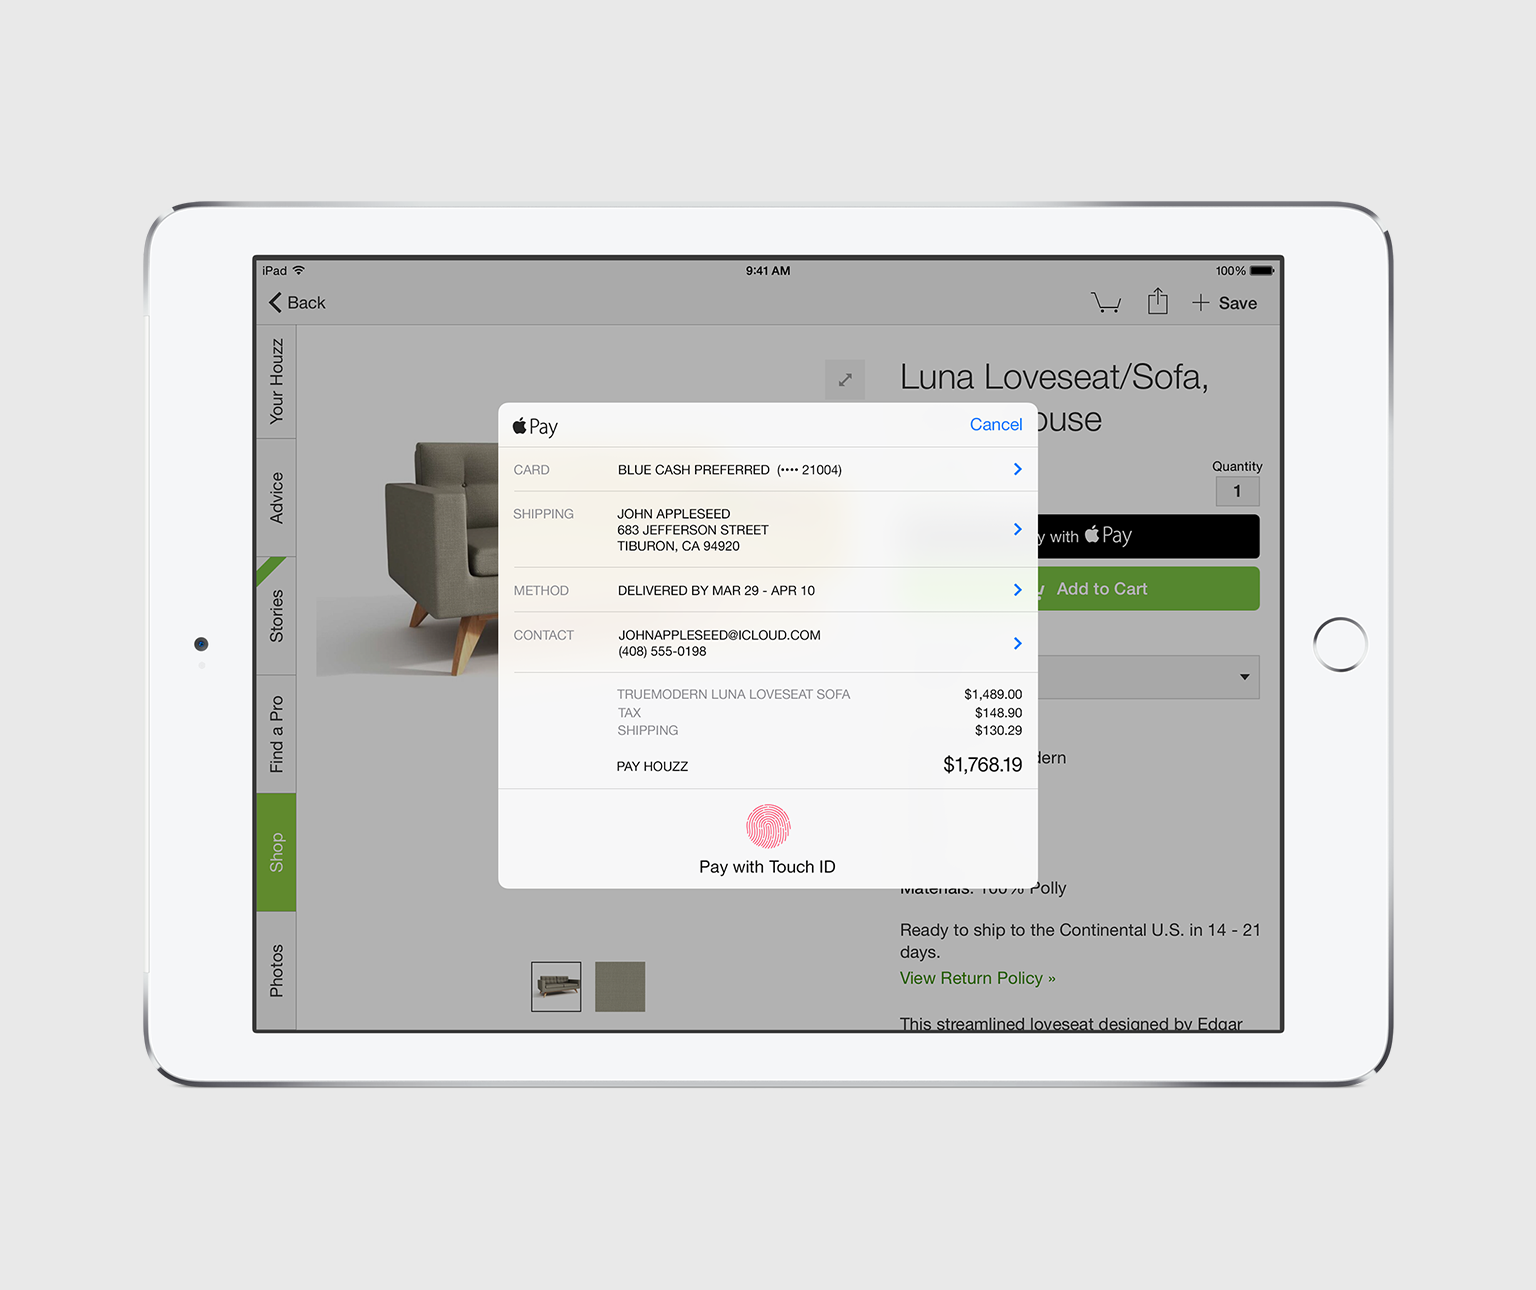 iPad
9:41 AM
100%
Back
Save
Your Houzz
Advice
Stories
Find a Pro
Shop
Photos
Luna Loveseat/Sofa,
Quantity
1
with Pay
Add to Cart
Pay
Cancel
CARD BLUE CASH PREFERRED (•••• 21004)
SHIPPING JOHN APPLESEED
683 JEFFERSON STREET
TIBURON, CA 94920
METHOD DELIVERED BY MAR 29 - APR 10
CONTACT JOHNAPPLESEED@ICLOUD.COM
(408) 555-0198
TRUEMODERN LUNA LOVESEAT SOFA $1,489.00
TAX $148.90
SHIPPING $130.29
PAY HOUZZ $1,768.19
Pay with Touch ID
Materials: 100% Polly
Ready to ship to the Continental U.S. in 14 - 21
days.
View Return Policy »
This streamlined loveseat designed by Edgar